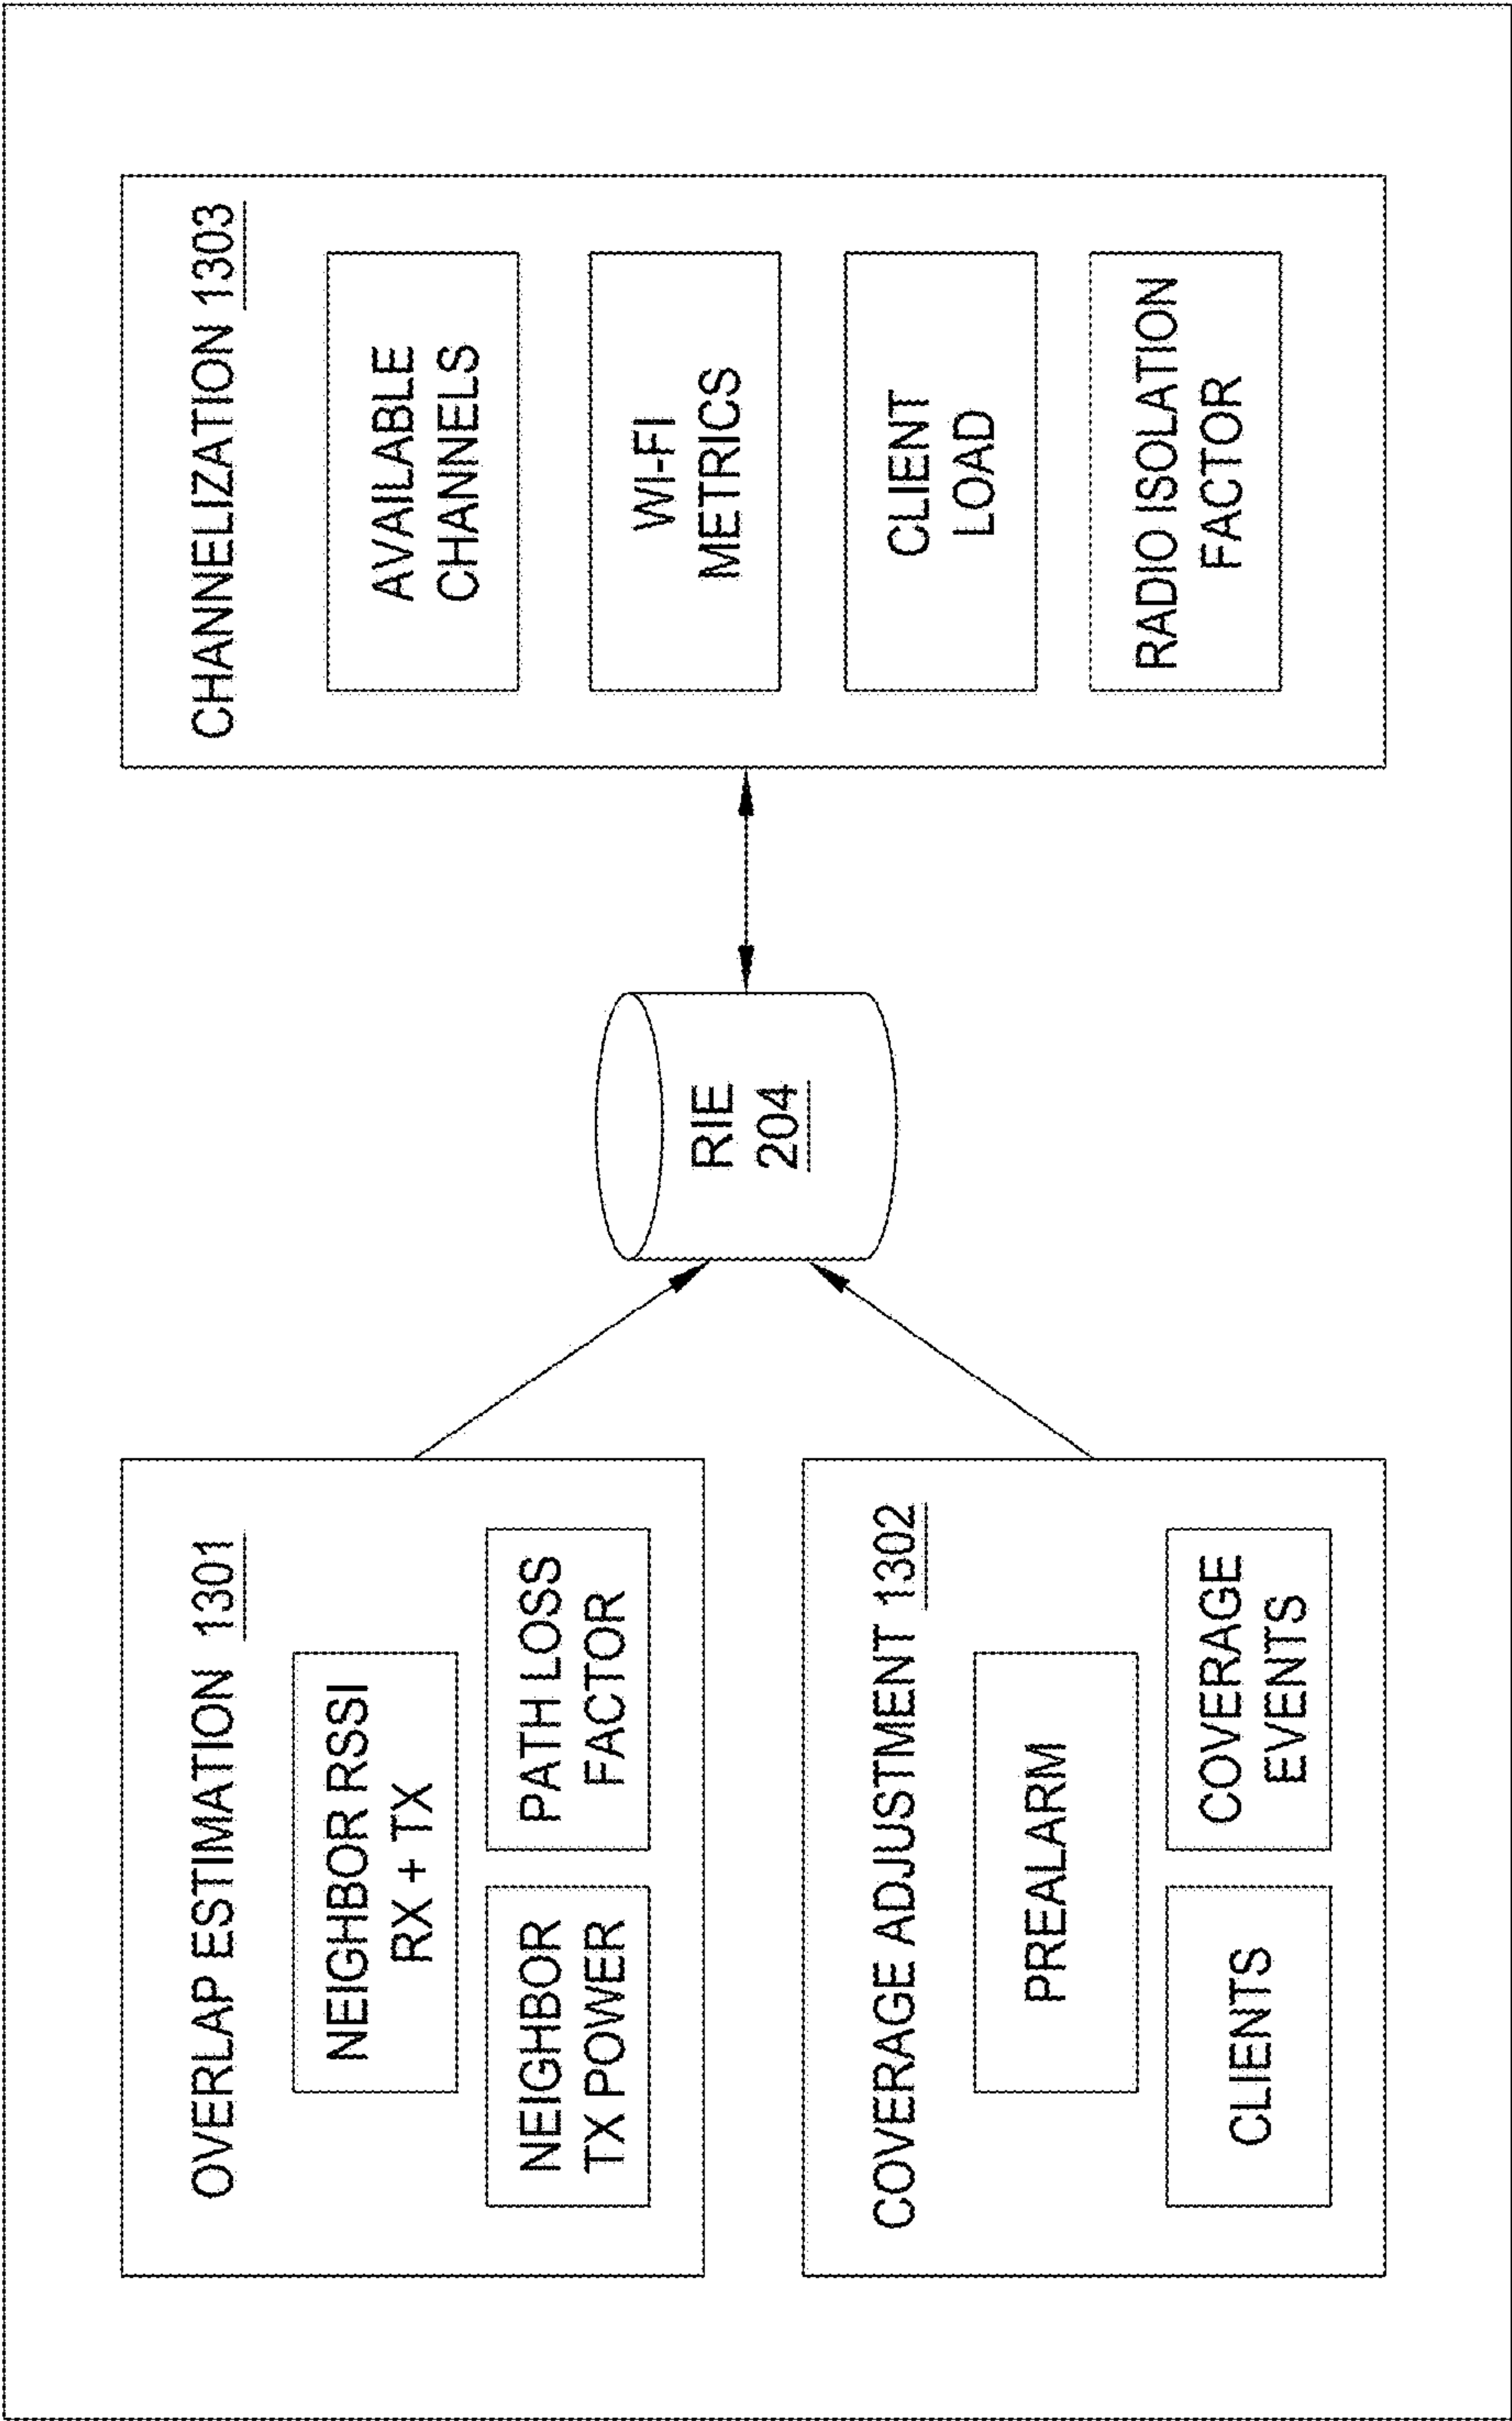 OVERLAP ESTIMATION 1301
NEIGHBOR RSSI
RX + TX
NEIGHBOR
TX POWER
PATH LOSS
FACTOR
COVERAGE ADJUSTMENT 1302
PREALARM
CLIENTS
COVERAGE
EVENTS
RIE
204
CHANNELIZATION 1303
AVAILABLE
CHANNELS
WI-FI
METRICS
CLIENT
LOAD
RADIO ISOLATION
FACTOR